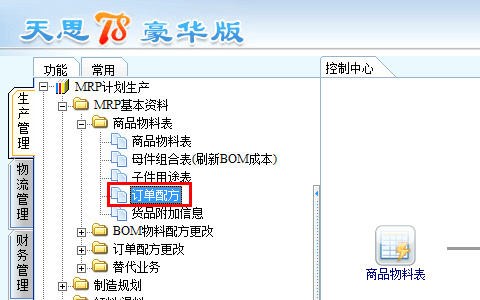 天思T8豪华版
功能 常用
控制中心
生产管理
物流管理
财务管理
MRP计划生产
MRP基本资料
商品物料表
商品物料表
母件组合表(刷新BOM成本)
子件用途表
订单配方
货品附加信息
BOM物料配方更改
订单配方更改
替代业务
制造规划
商品物料表